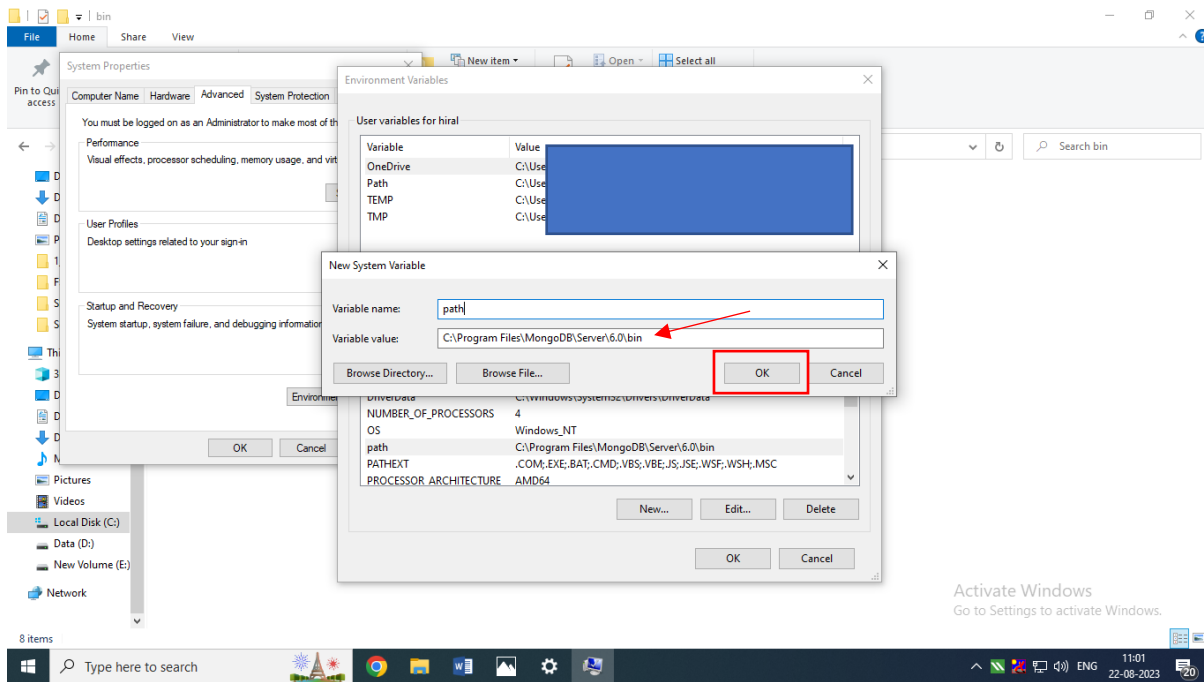 bin
File Home Share View
New item Open Select all
Pin to Qui
access
System Properties
Computer Name Hardware Advanced System Protection
You must be logged on as an Administrator to make most of th
Performance
Visual effects, processor scheduling, memory usage, and virt
User Profiles
Desktop settings related to your sign-in
Startup and Recovery
System startup, system failure, and debugging information
Environme
OK Cancel
Environment Variables
User variables for hiral
Variable Value
OneDrive C:\Use
Path C:\Use
TEMP C:\Use
TMP C:\Use
New System Variable
Variable name: path
Variable value: C:\Program Files\MongoDB\Server\6.0\bin
Browse Directory... Browse File... OK Cancel
DriverData C:\Windows\System32\Drivers\DriverData
NUMBER_OF_PROCESSORS 4
OS Windows_NT
path C:\Program Files\MongoDB\Server\6.0\bin
PATHEXT .COM;.EXE;.BAT;.CMD;.VBS;.VBE;.JS;.JSE;.WSF;.WSH;.MSC
PROCESSOR_ARCHITECTURE AMD64
New... Edit... Delete
OK Cancel
Search bin
Thi
Pictures
Videos
Local Disk (C:)
Data (D:)
New Volume (E:)
Network
8 items
Activate Windows
Go to Settings to activate Windows.
Type here to search
ENG
11:01
22-08-2023
20